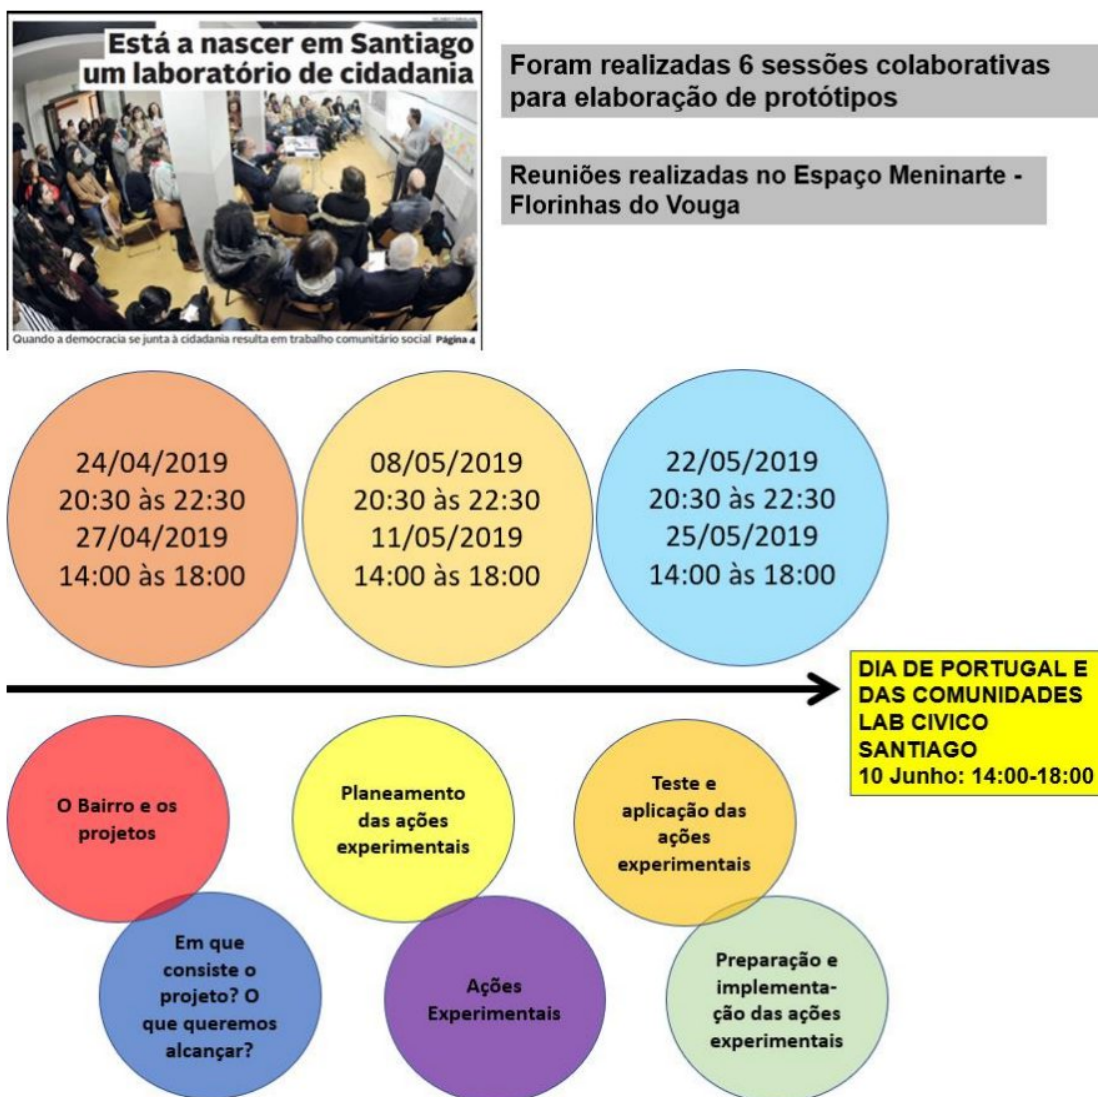 Está a nascer em Santiago
um laboratório de cidadania
Quando a democracia se junta à cidadania resulta em trabalho comunitário social Página 4
Foram realizadas 6 sessões colaborativas
para elaboração de protótipos
Reuniões realizadas no Espaço Meninarte -
Florinhas do Vouga
24/04/2019
20:30 às 22:30
27/04/2019
14:00 às 18:00
08/05/2019
20:30 às 22:30
11/05/2019
14:00 às 18:00
22/05/2019
20:30 às 22:30
25/05/2019
14:00 às 18:00
DIA DE PORTUGAL E
DAS COMUNIDADES
LAB CIVICO
SANTIAGO
10 Junho: 14:00-18:00
O Bairro e os
projetos
Em que
consiste o
projeto? O
que queremos
alcançar?
Planeamento
das ações
experimentais
Ações
Experimentais
Teste e
aplicação das
ações
experimentais
Preparação e
implementa-
ção das ações
experimentais